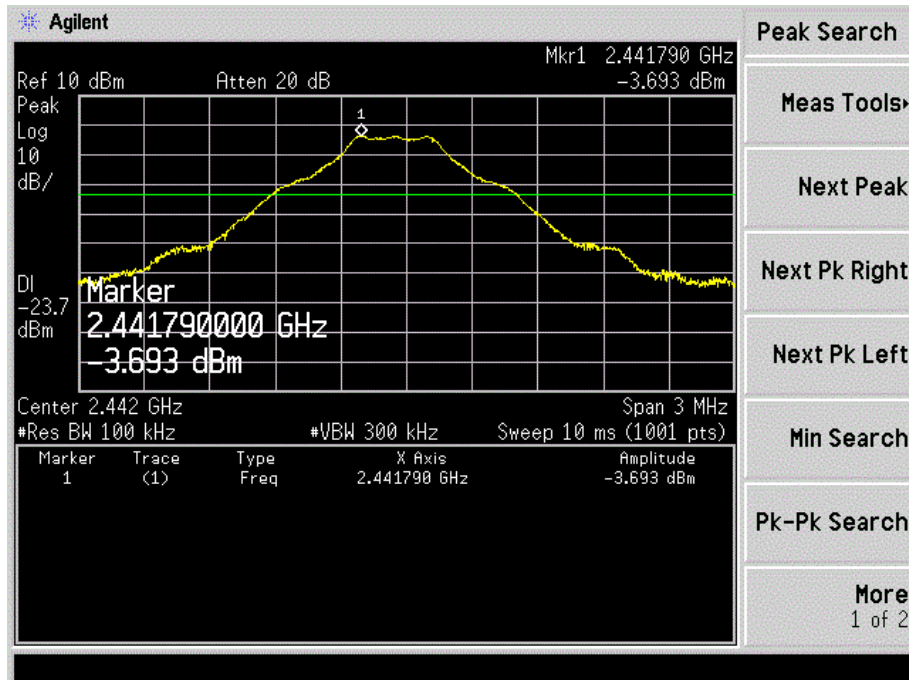 Agilent
Peak Search
Mkr1 2.441790 GHz
Ref 10 dBm Atten 20 dB -3.693 dBm
Peak
Log
10
dB/
1
Meas Tools
Next Peak
Next Pk Right
DI
-23.7
dBm
Marker
2.441790000 GHz
-3.693 dBm
Next Pk Left
Center 2.442 GHz Span 3 MHz
#Res BW 100 kHz #VBW 300 kHz Sweep 10 ms (1001 pts)
Min Search
Marker Trace Type X Axis Amplitude
1 (1) Freq 2.441790 GHz -3.693 dBm
Pk-Pk Search
More
1 of 2